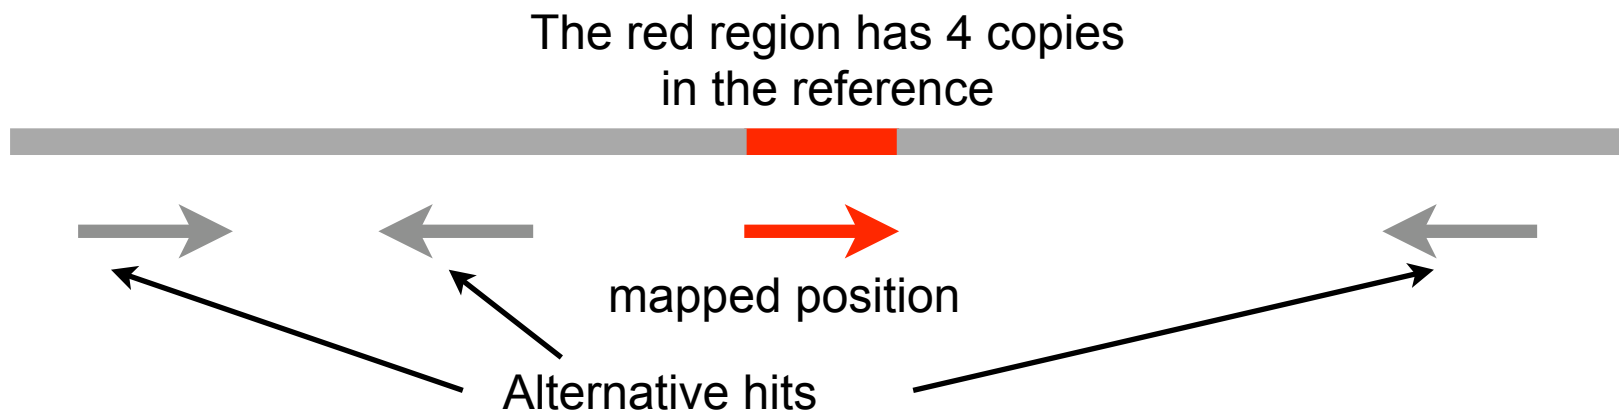 The red region has 4 copies
in the reference
mapped position
Alternative hits